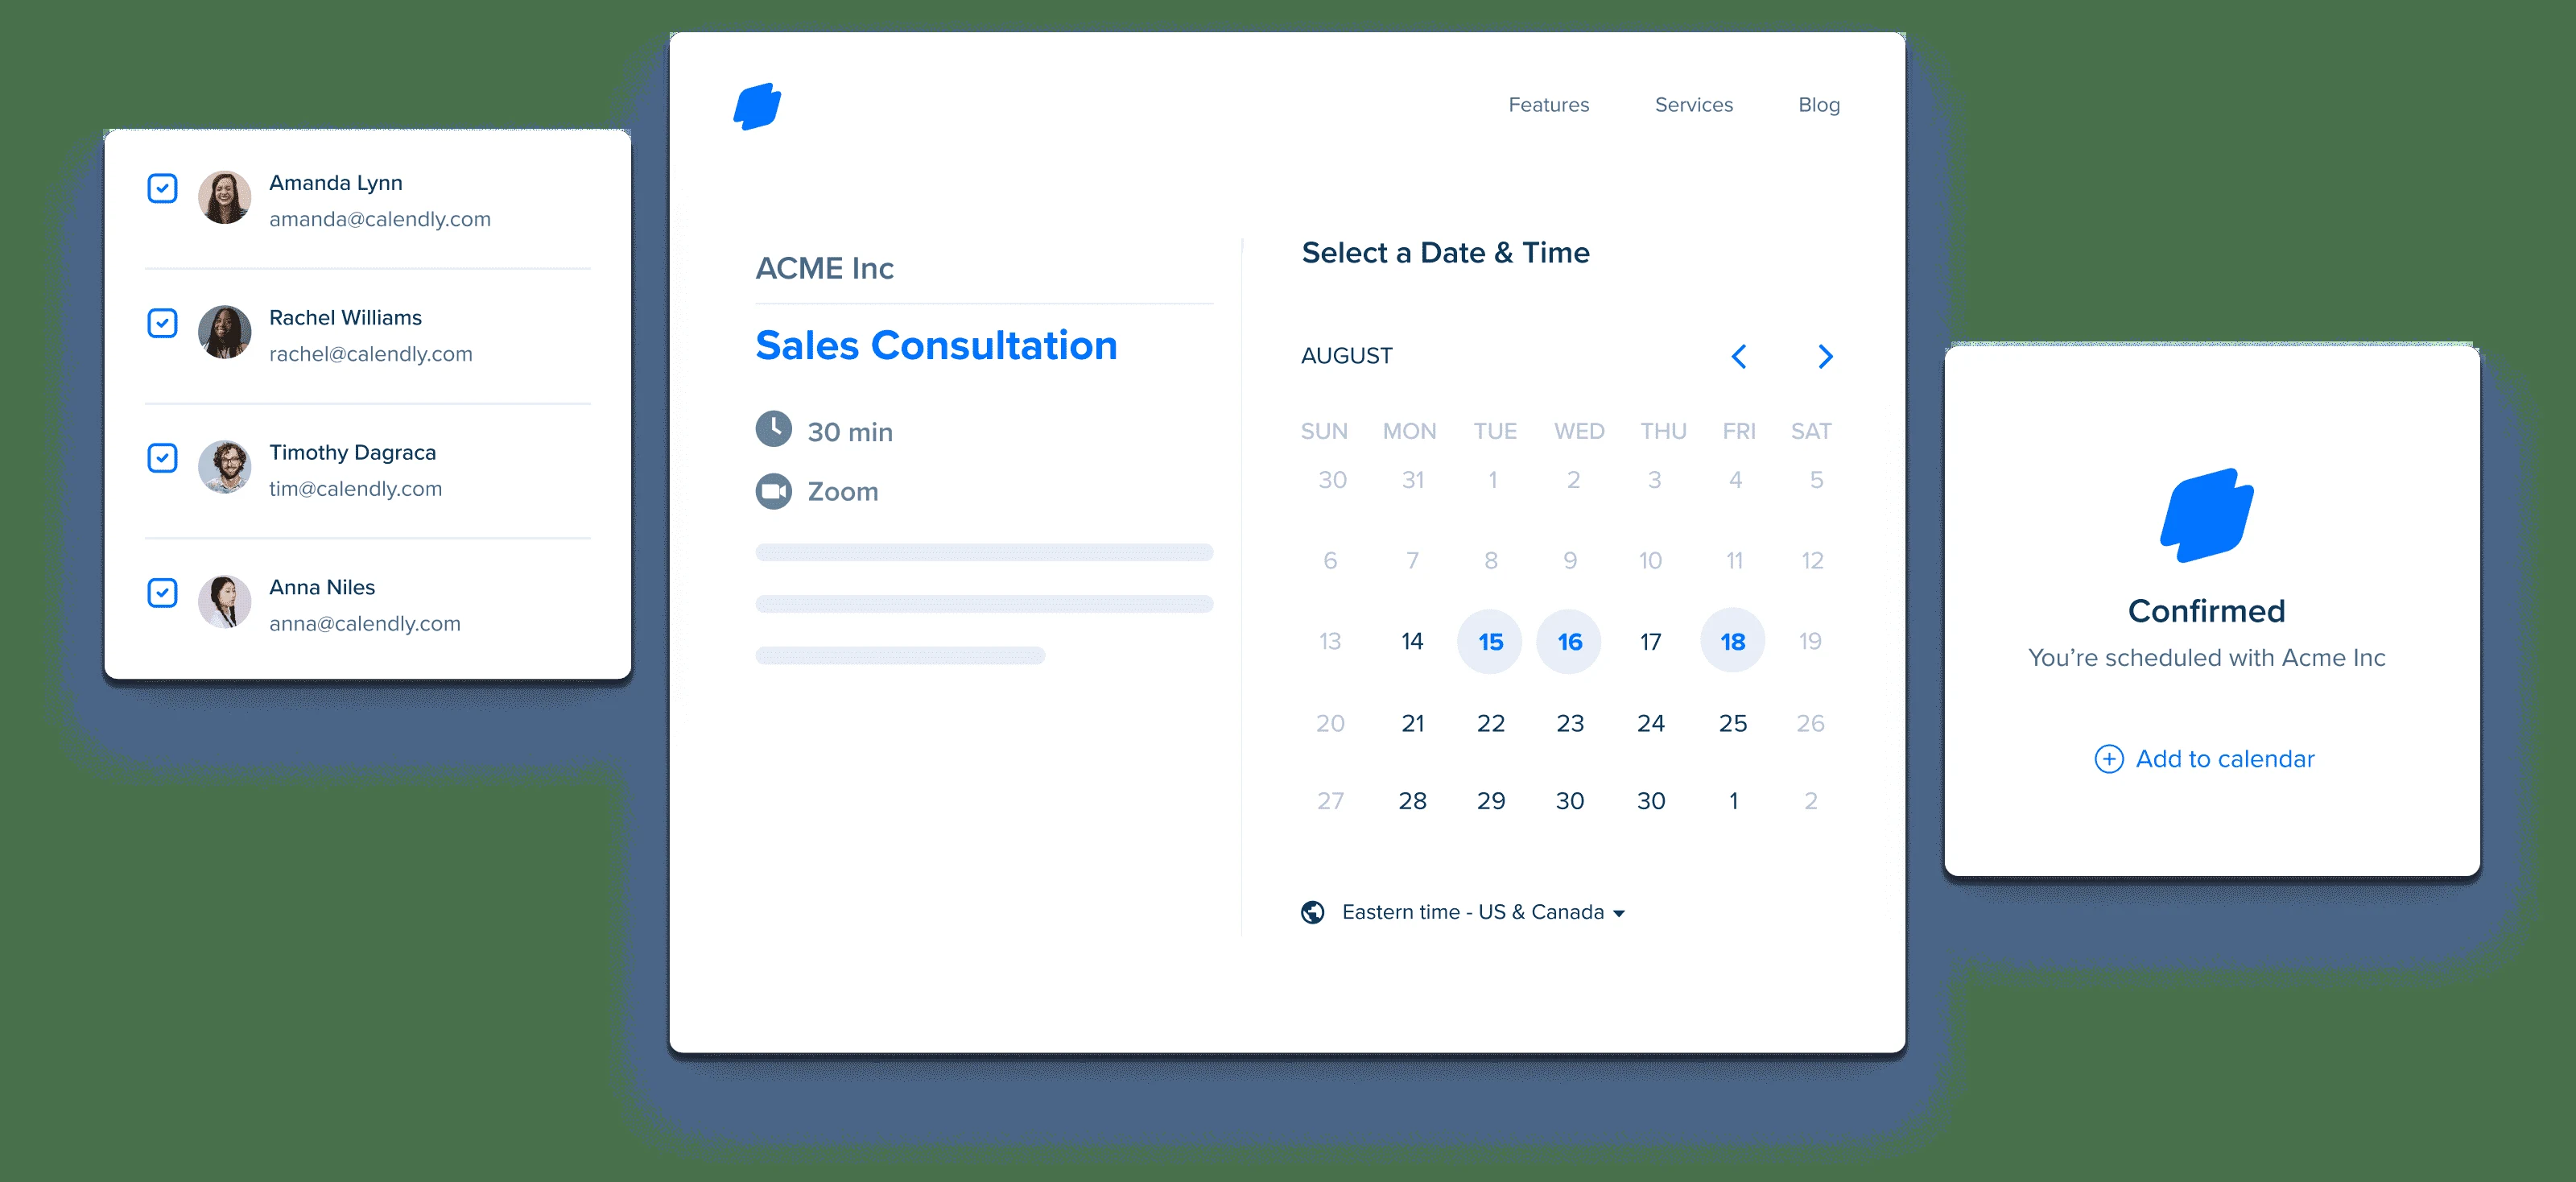 Amanda Lynn
amanda@calendly.com
Rachel Williams
rachel@calendly.com
Timothy Dagraca
tim@calendly.com
Anna Niles
anna@calendly.com
Features Services Blog
ACME Inc
Sales Consultation
30 min
Zoom
Select a Date & Time
AUGUST
SUN MON TUE WED THU FRI SAT
30 31 1 2 3 4 5
6 7 8 9 10 11 12
13 14 15 16 17 18 19
20 21 22 23 24 25 26
27 28 29 30 30 1 2
Eastern time - US & Canada
Confirmed
You’re scheduled with Acme Inc
Add to calendar